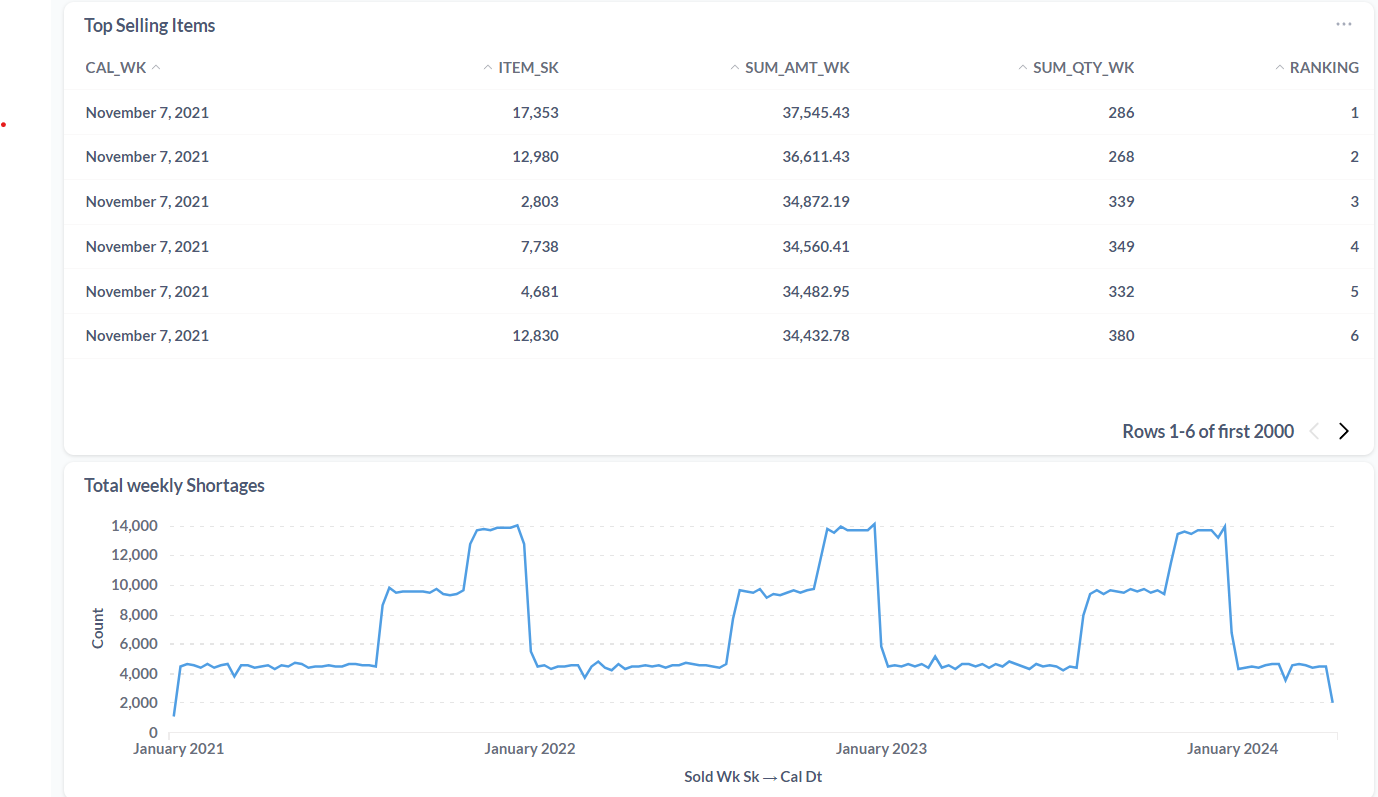 Top Selling Items
CAL_WK ITEM_SK SUM_AMT_WK SUM_QTY_WK RANKING
November 7, 2021 17,353 37,545.43 286 1
November 7, 2021 12,980 36,611.43 268 2
November 7, 2021 2,803 34,872.19 339 3
November 7, 2021 7,738 34,560.41 349 4
November 7, 2021 4,681 34,482.95 332 5
November 7, 2021 12,830 34,432.78 380 6
Rows 1-6 of first 2000
Total weekly Shortages
14,000
12,000
10,000
8,000
6,000
4,000
2,000
0
Count
January 2021 January 2022 January 2023 January 2024
Sold Wk Sk → Cal Dt